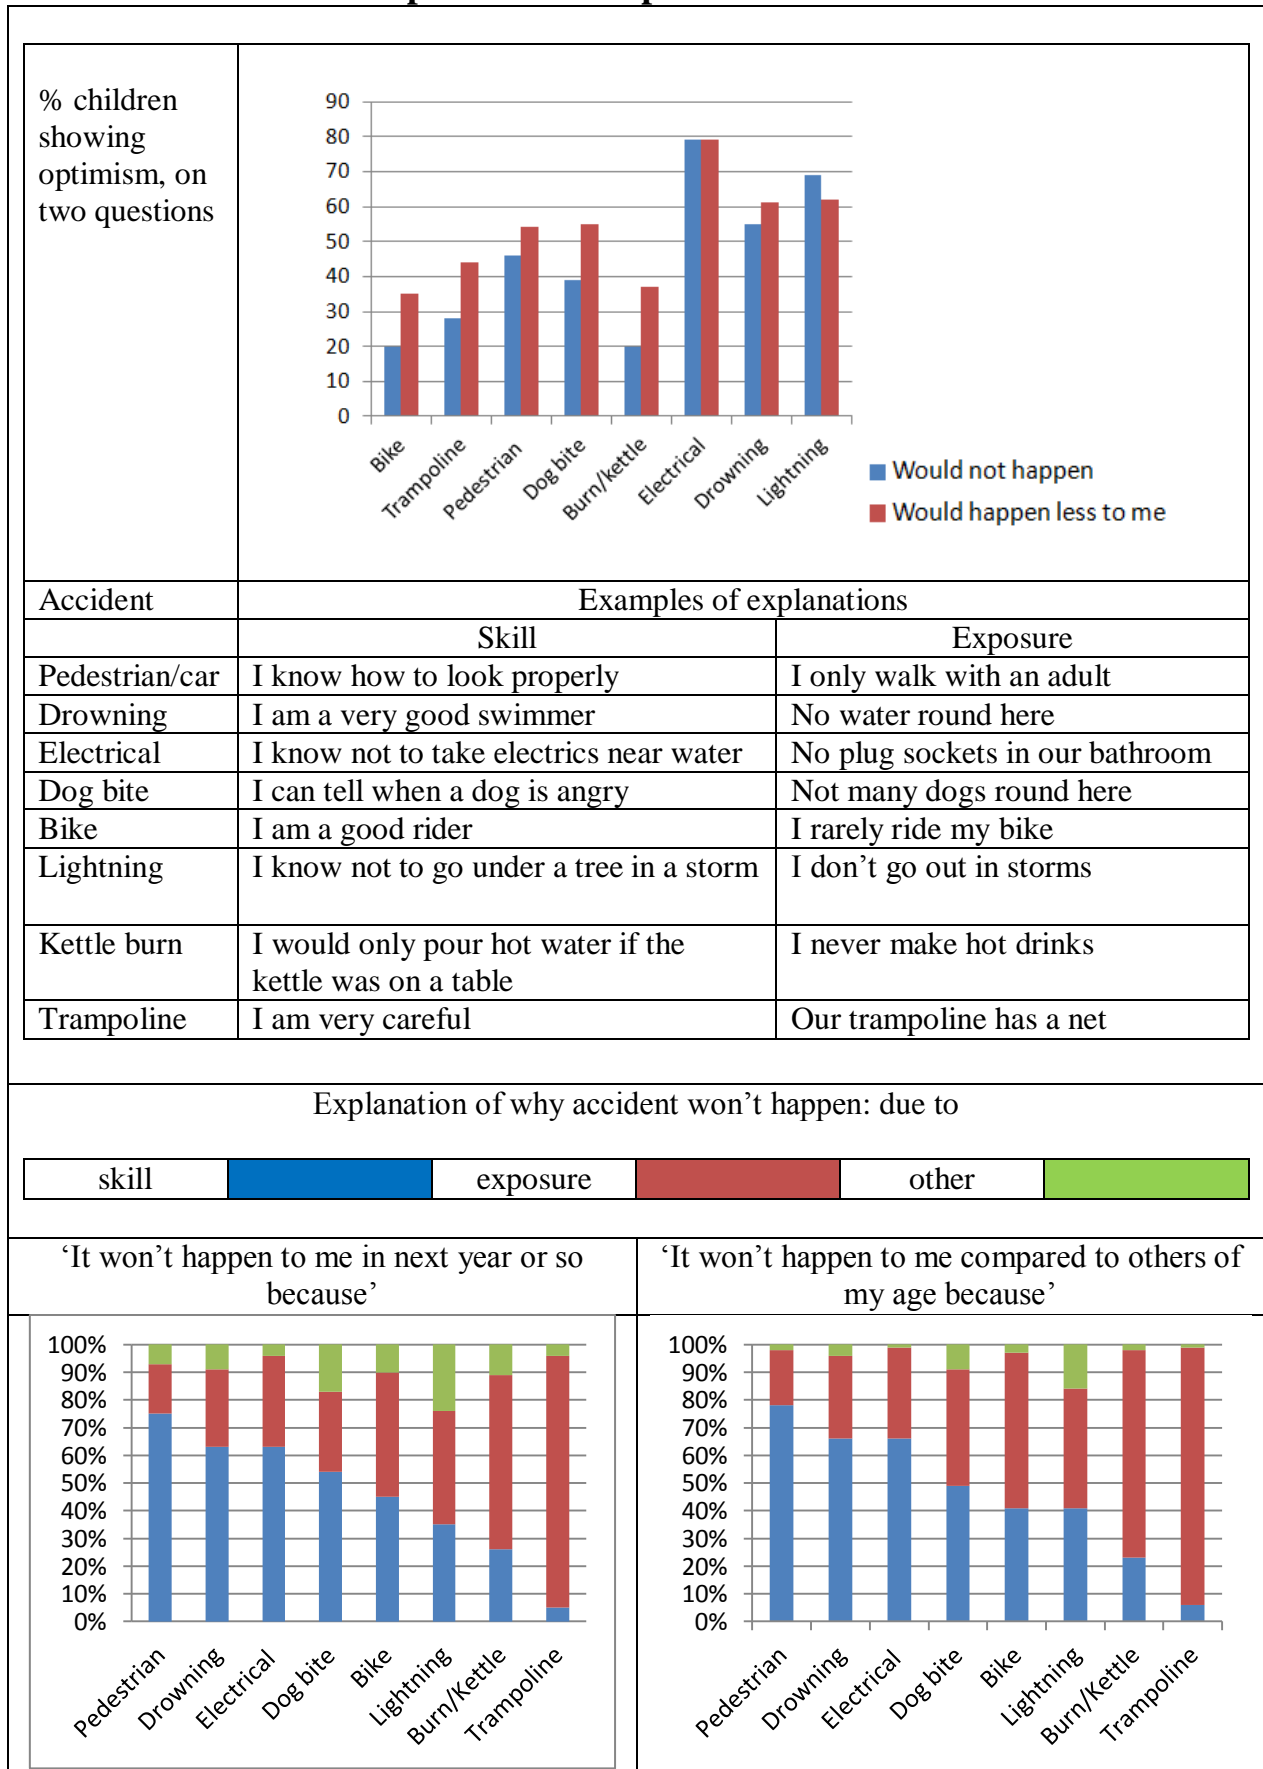 % children
showing
optimism, on
two questions
90
80
70
60
50
40
30
20
10
0
Bike
Trampoline
Pedestrian
Dog bite
Burn/kettle
Electrical
Drowning
Lightning
Would not happen
Would happen less to me
Accident Examples of explanations
Skill Exposure
Pedestrian/car I know how to look properly I only walk with an adult
Drowning I am a very good swimmer No water round here
Electrical I know not to take electrics near water No plug sockets in our bathroom
Dog bite I can tell when a dog is angry Not many dogs round here
Bike I am a good rider I rarely ride my bike
Lightning I know not to go under a tree in a storm I don’t go out in storms
Kettle burn I would only pour hot water if the I never make hot drinks
kettle was on a table
Trampoline I am very careful Our trampoline has a net
Explanation of why accident won’t happen: due to
skill exposure other
‘It won’t happen to me in next year or so
because’
‘It won’t happen to me compared to others of
my age because’
100%
90%
80%
70%
60%
50%
40%
30%
20%
10%
0%
Pedestrian
Drowning
Electrical
Dog bite
Bike
Lightning
Burn/Kettle
Trampoline
100%
90%
80%
70%
60%
50%
40%
30%
20%
10%
0%
Pedestrian
Drowning
Electrical
Dog bite
Bike
Lightning
Burn/Kettle
Trampoline